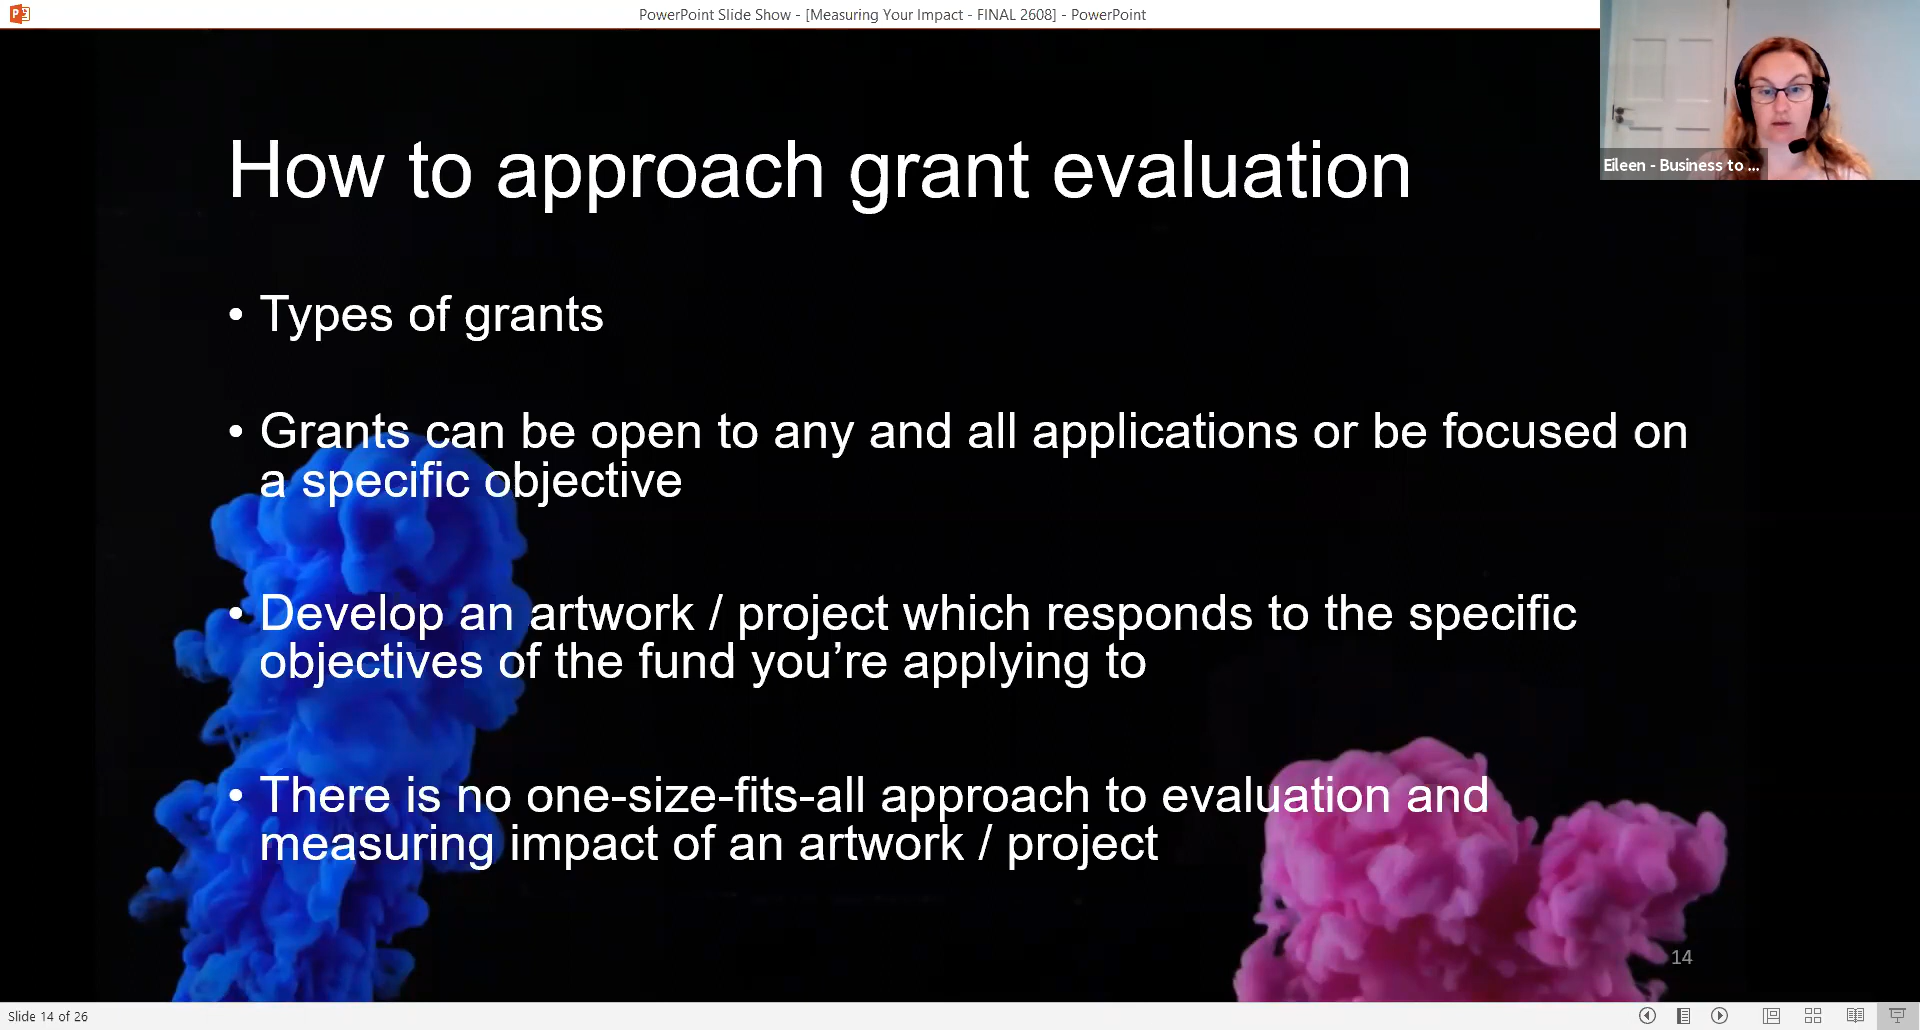 PowerPoint Slide Show - [Measuring Your Impact - FINAL 2608] - PowerPoint
Eileen - Business to ...
How to approach grant evaluation
• Types of grants
• Grants can be open to any and all applications or be focused on
a specific objective
• Develop an artwork / project which responds to the specific
objectives of the fund you’re applying to
• There is no one-size-fits-all approach to evaluation and
measuring impact of an artwork / project
14
Slide 14 of 26